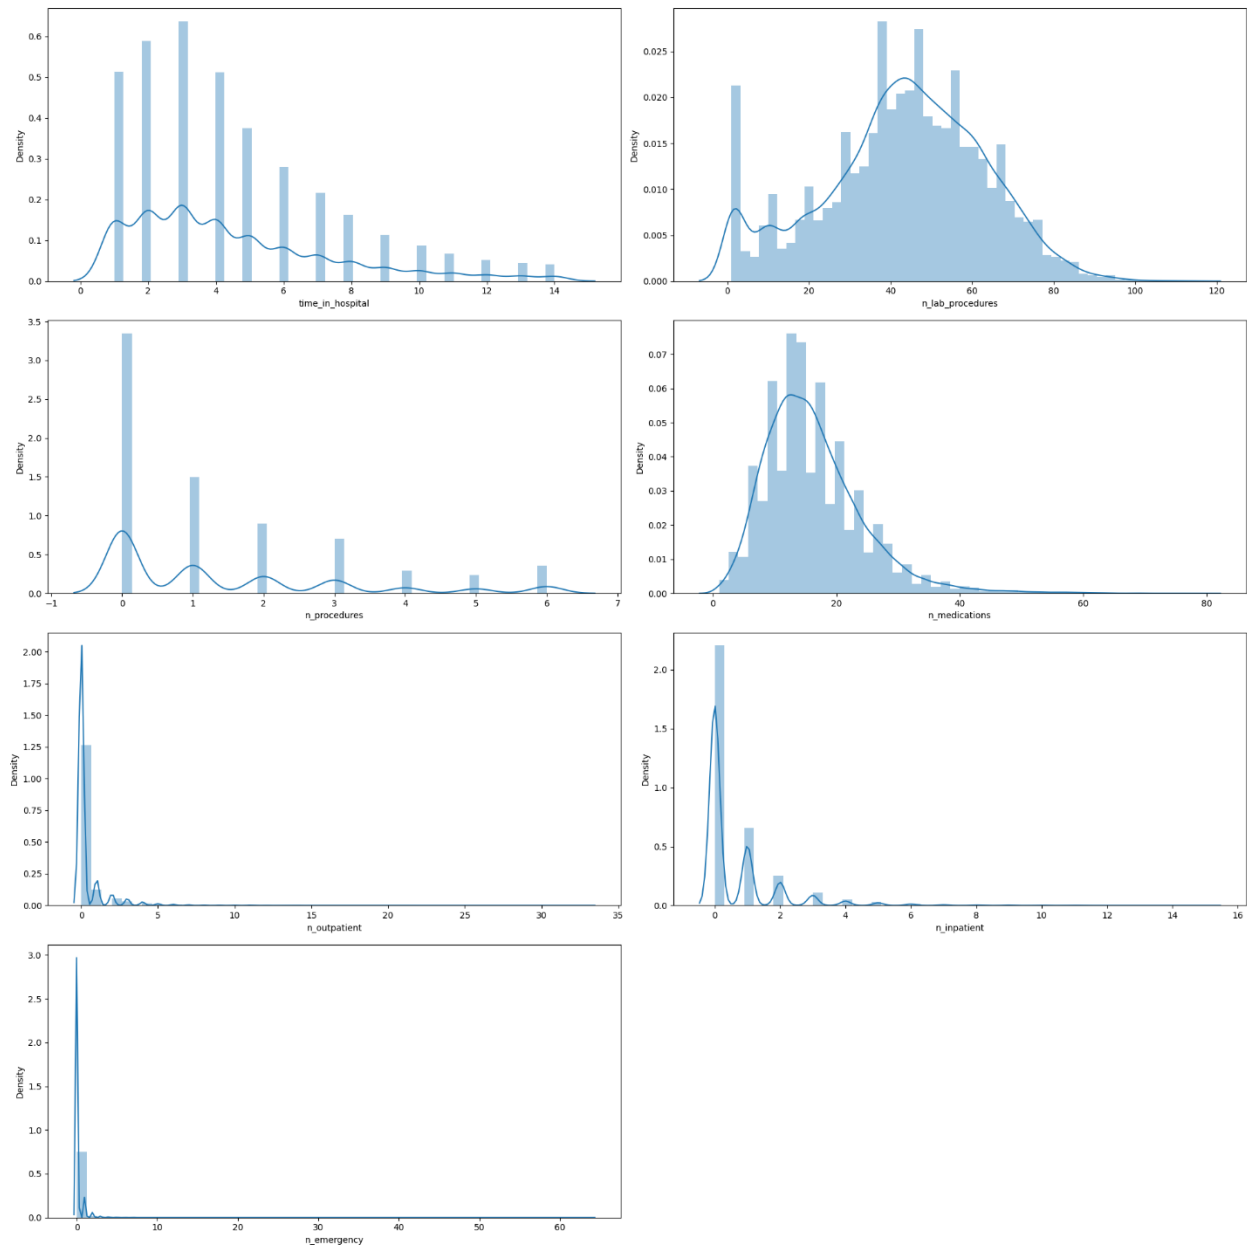 0.6
0.5
0.4
0.3
0.2
0.1
0.0
Density
0 2 4 6 8 10 12 14
time_in_hospital
0.025
0.020
0.015
0.010
0.005
0.000
Density
0 20 40 60 80 100 120
n_lab_procedures
3.5
3.0
2.5
2.0
1.5
1.0
0.5
0.0
Density
−1 0 1 2 3 4 5 6 7
n_procedures
0.07
0.06
0.05
0.04
0.03
0.02
0.01
0.00
Density
0 20 40 60 80
n_medications
2.00
1.75
1.50
1.25
1.00
0.75
0.50
0.25
0.00
Density
0 5 10 15 20 25 30 35
n_outpatient
2.0
1.5
1.0
0.5
0.0
Density
0 2 4 6 8 10 12 14 16
n_inpatient
3.0
2.5
2.0
1.5
1.0
0.5
0.0
Density
0 10 20 30 40 50 60
n_emergency